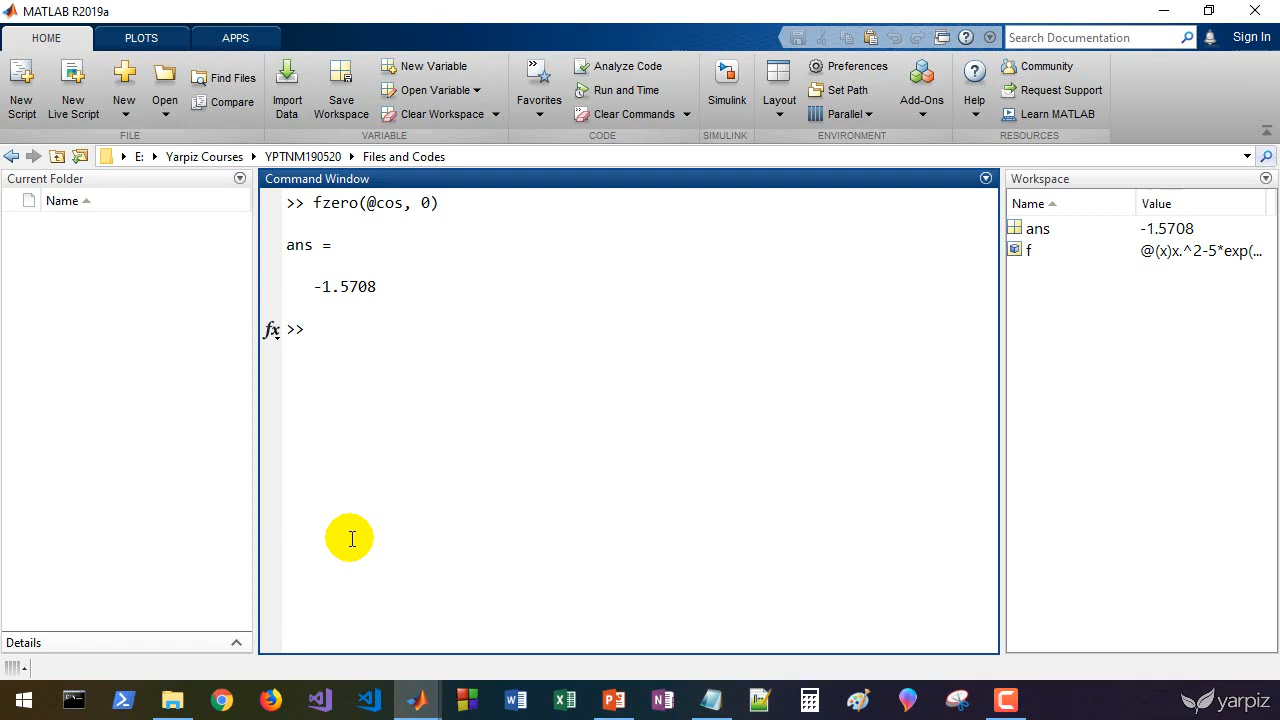 MATLAB R2019a
HOME PLOTS APPS Search Documentation Sign In
New Script
New Live Script
New
Open
Find Files
Compare
FILE
Import Data
Save Workspace
New Variable
Open Variable
Clear Workspace
VARIABLE
Favorites
Analyze Code
Run and Time
Clear Commands
CODE
Simulink
SIMULINK
Layout
Preferences
Set Path
Parallel
Add-Ons
ENVIRONMENT
Help
Community
Request Support
Learn MATLAB
RESOURCES
E: Yarpiz Courses YPTNM190520 Files and Codes
Current Folder
Name
Details
Command Window
>> fzero(@cos, 0)
ans =
-1.5708
fx >>
Workspace
Name Value
ans -1.5708
f @(x)x.^2-5*exp(...
yarpiz